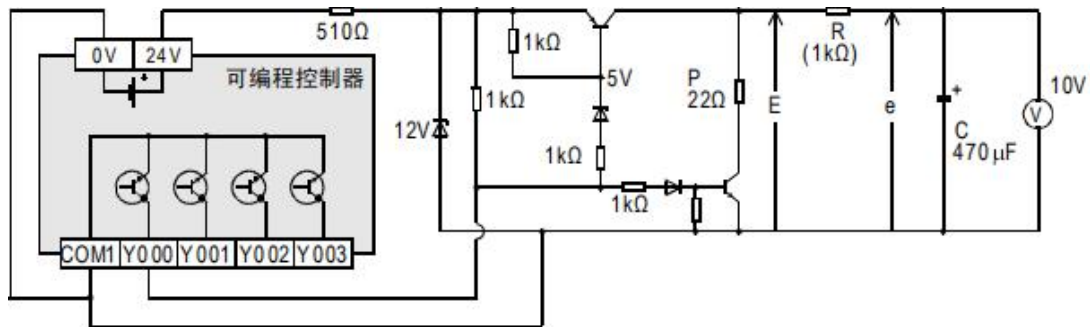 510Ω
0V 24V
可编程控制器
1kΩ
1kΩ
5V
P
22Ω
R
(1kΩ)
10V
12V
E
e
+
C
470μF
V
1kΩ
1kΩ
COM1 Y000 Y001 Y002 Y003